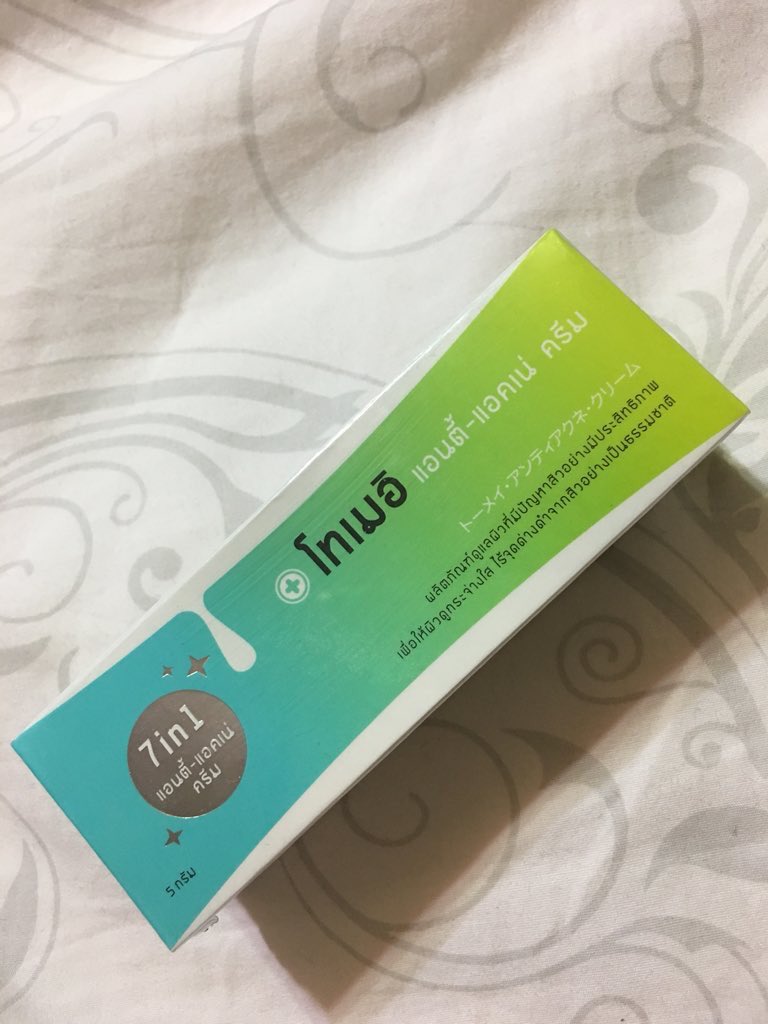 โทเมอิ แอนตี้-แอคเน่ ครีม
トーメイ・アンティアクネ・クリーム
ผลิตภัณฑ์ดูแลผิวที่มีปัญหาสิวอย่างมีประสิทธิภาพ
เพื่อให้ผิวดูกระจ่างใส ไร้จุดด่างดำจากสิวอย่างเป็นธรรมชาติ
7in1
แอนตี้-แอคเน่
ครีม
5 กรัม